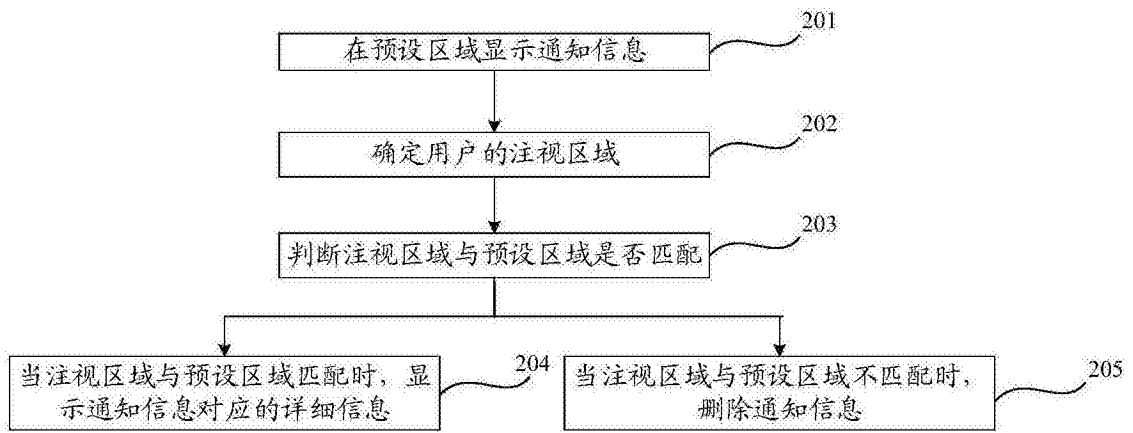 201
在预设区域显示通知信息
202
确定用户的注视区域
203
判断注视区域与预设区域是否匹配
204
当注视区域与预设区域匹配时，显
示通知信息对应的详细信息
205
当注视区域与预设区域不匹配时，
删除通知信息